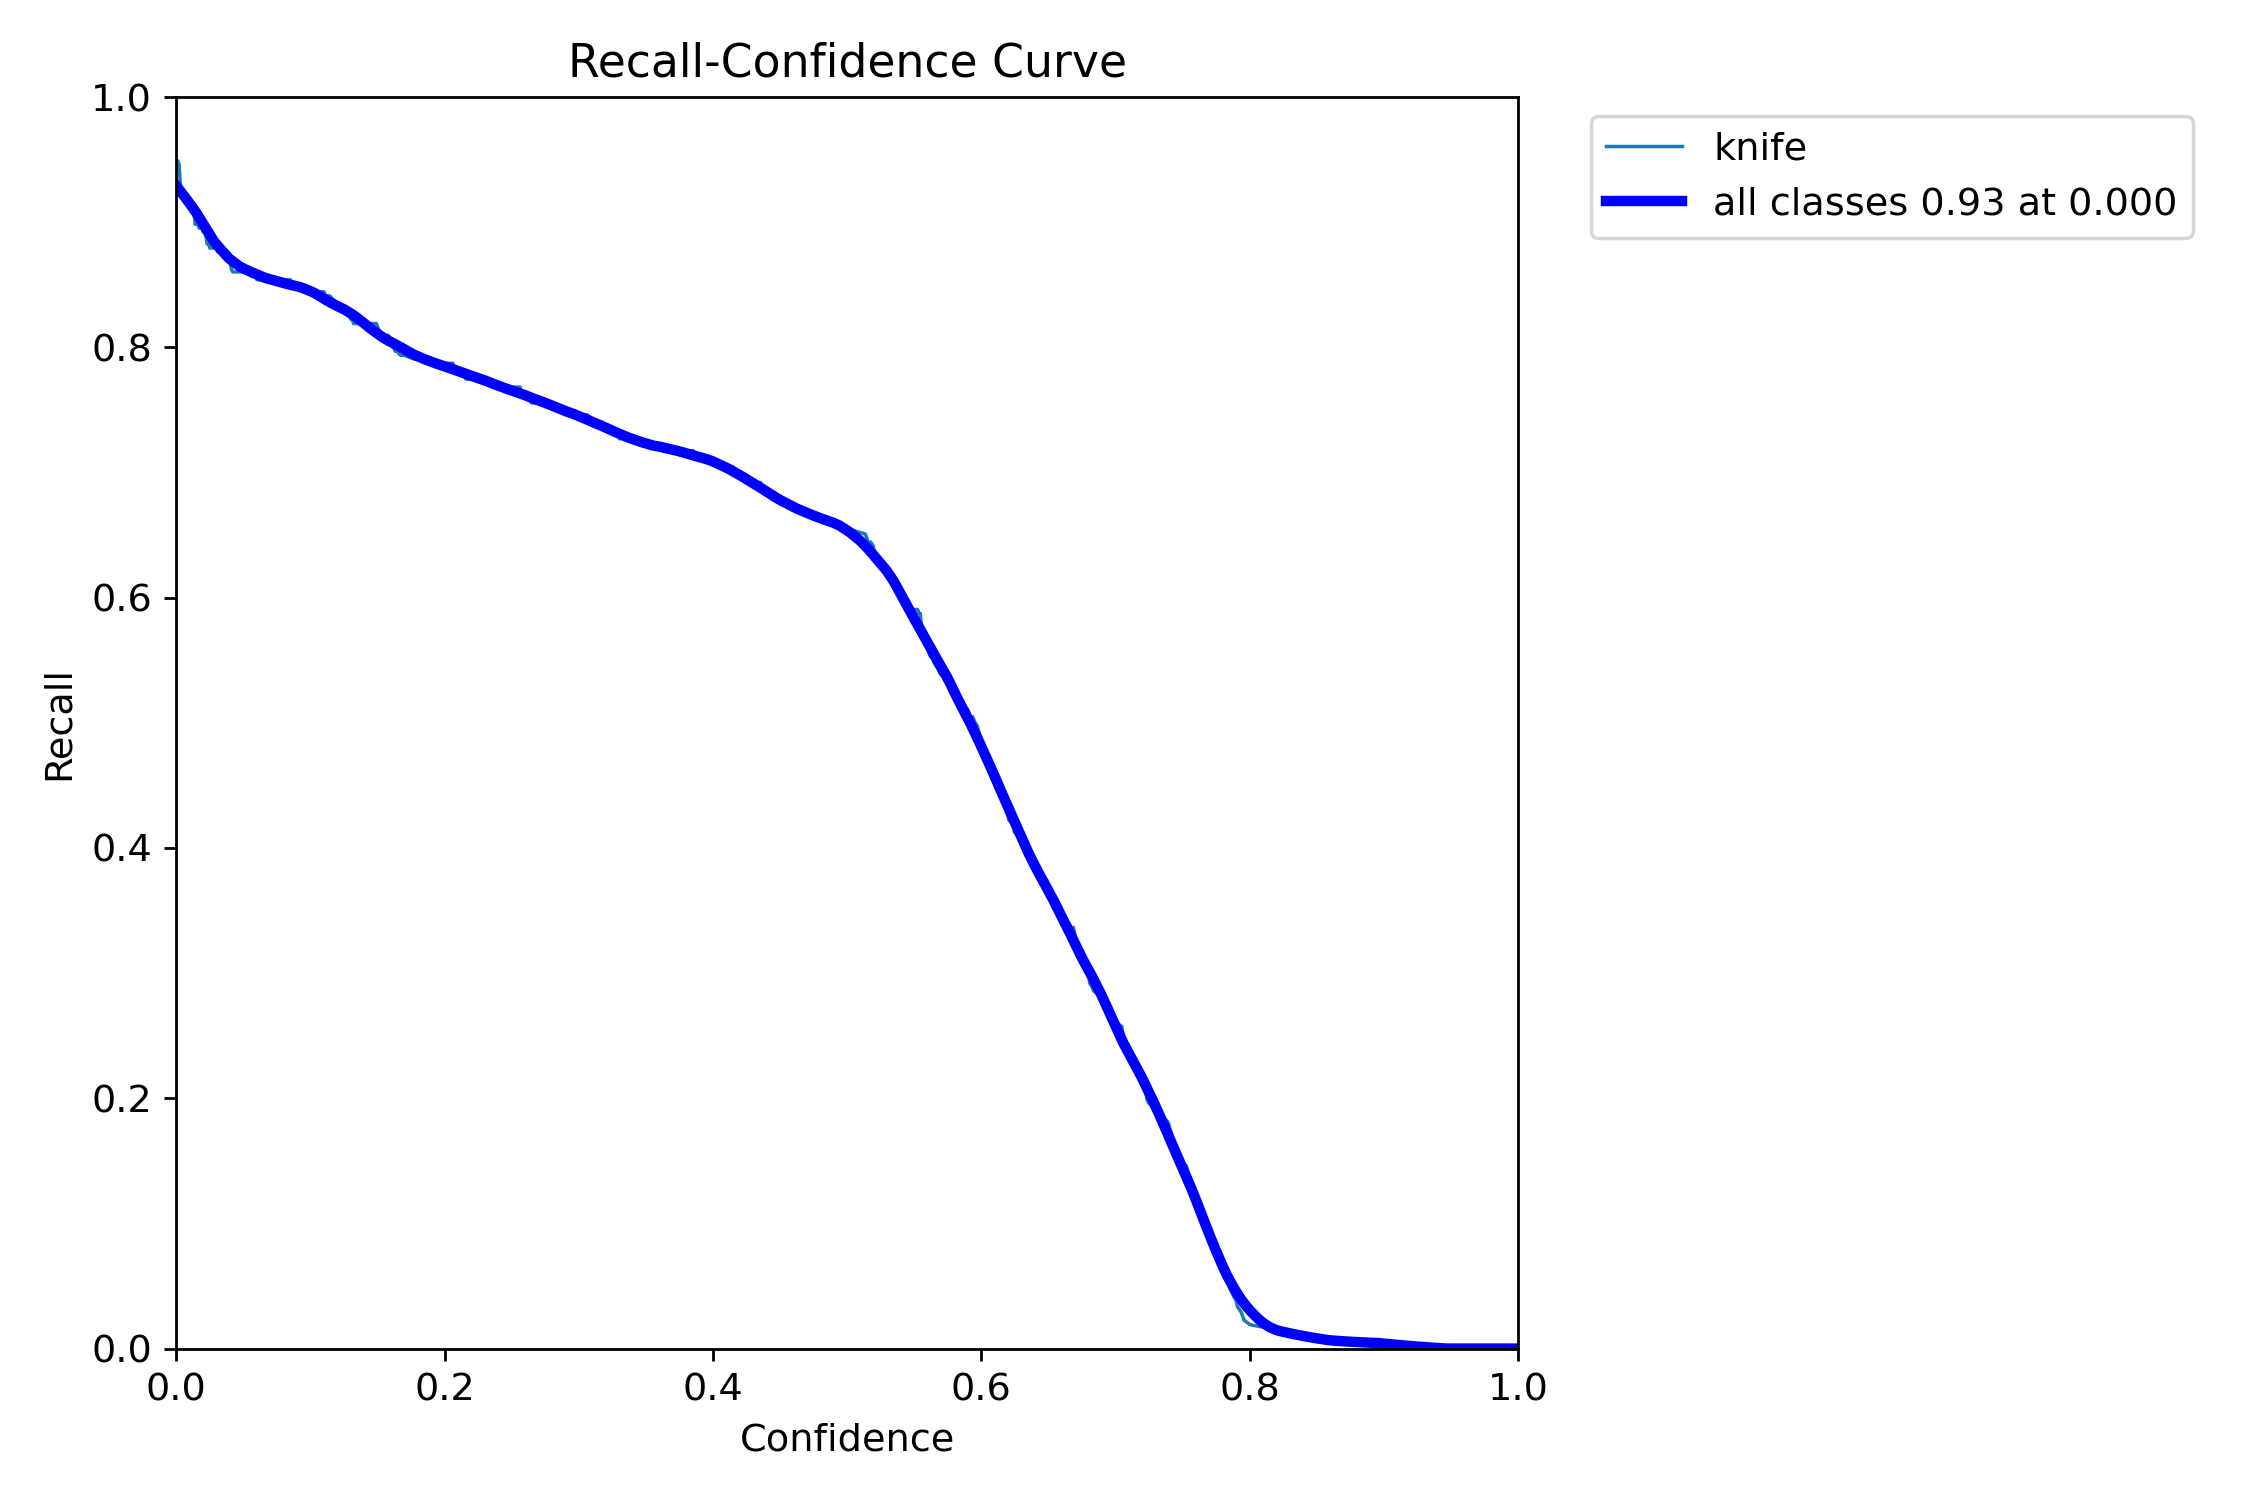 Recall-Confidence Curve
1.0
0.8
0.6
0.4
0.2
0.0
Recall
0.0 0.2 0.4 0.6 0.8 1.0
Confidence
knife
all classes 0.93 at 0.000